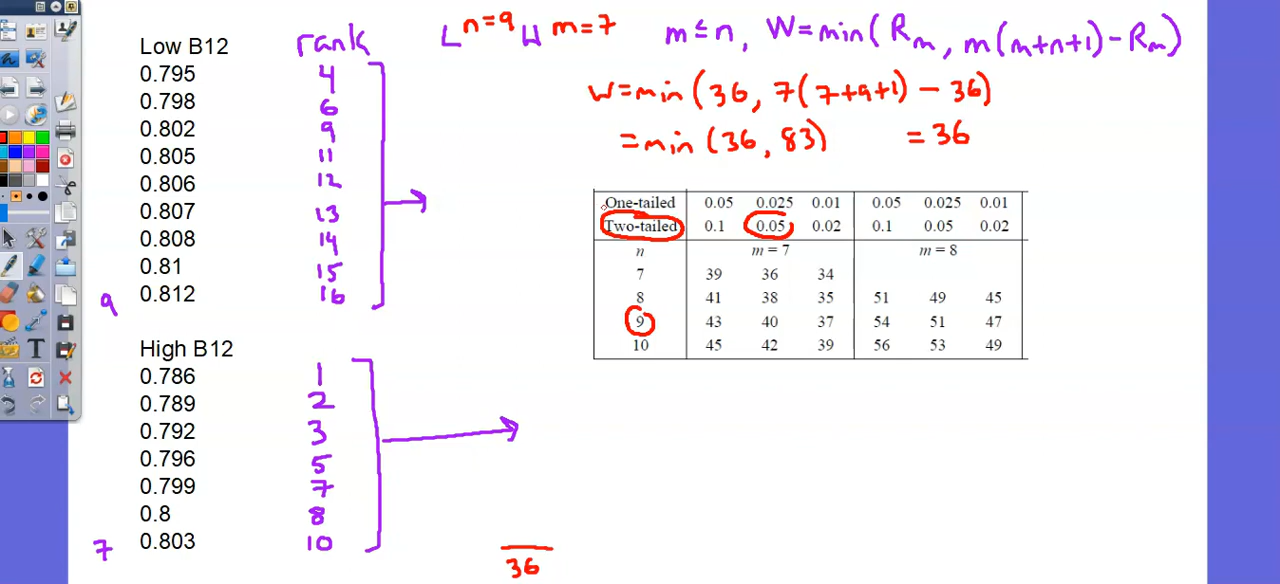 L n=9 H m=7 m≤n, W=min(Rm, m(m+n+1)-Rm)
W=min(36, 7(7+9+1) - 36)
=min(36, 83) =36
Low B12 rank
0.795 4
0.798 6
0.802 9
0.805 11
0.806 12
0.807 13
0.808 14
0.81 15
9 0.812 16
High B12
0.786 1
0.789 2
0.792 3
0.796 5
0.799 7
0.8 8
7 0.803 10
36
One-tailed 0.05 0.025 0.01 0.05 0.025 0.01
Two-tailed 0.1 0.05 0.02 0.1 0.05 0.02
n m = 7 m = 8
7 39 36 34
8 41 38 35 51 49 45
9 43 40 37 54 51 47
10 45 42 39 56 53 49